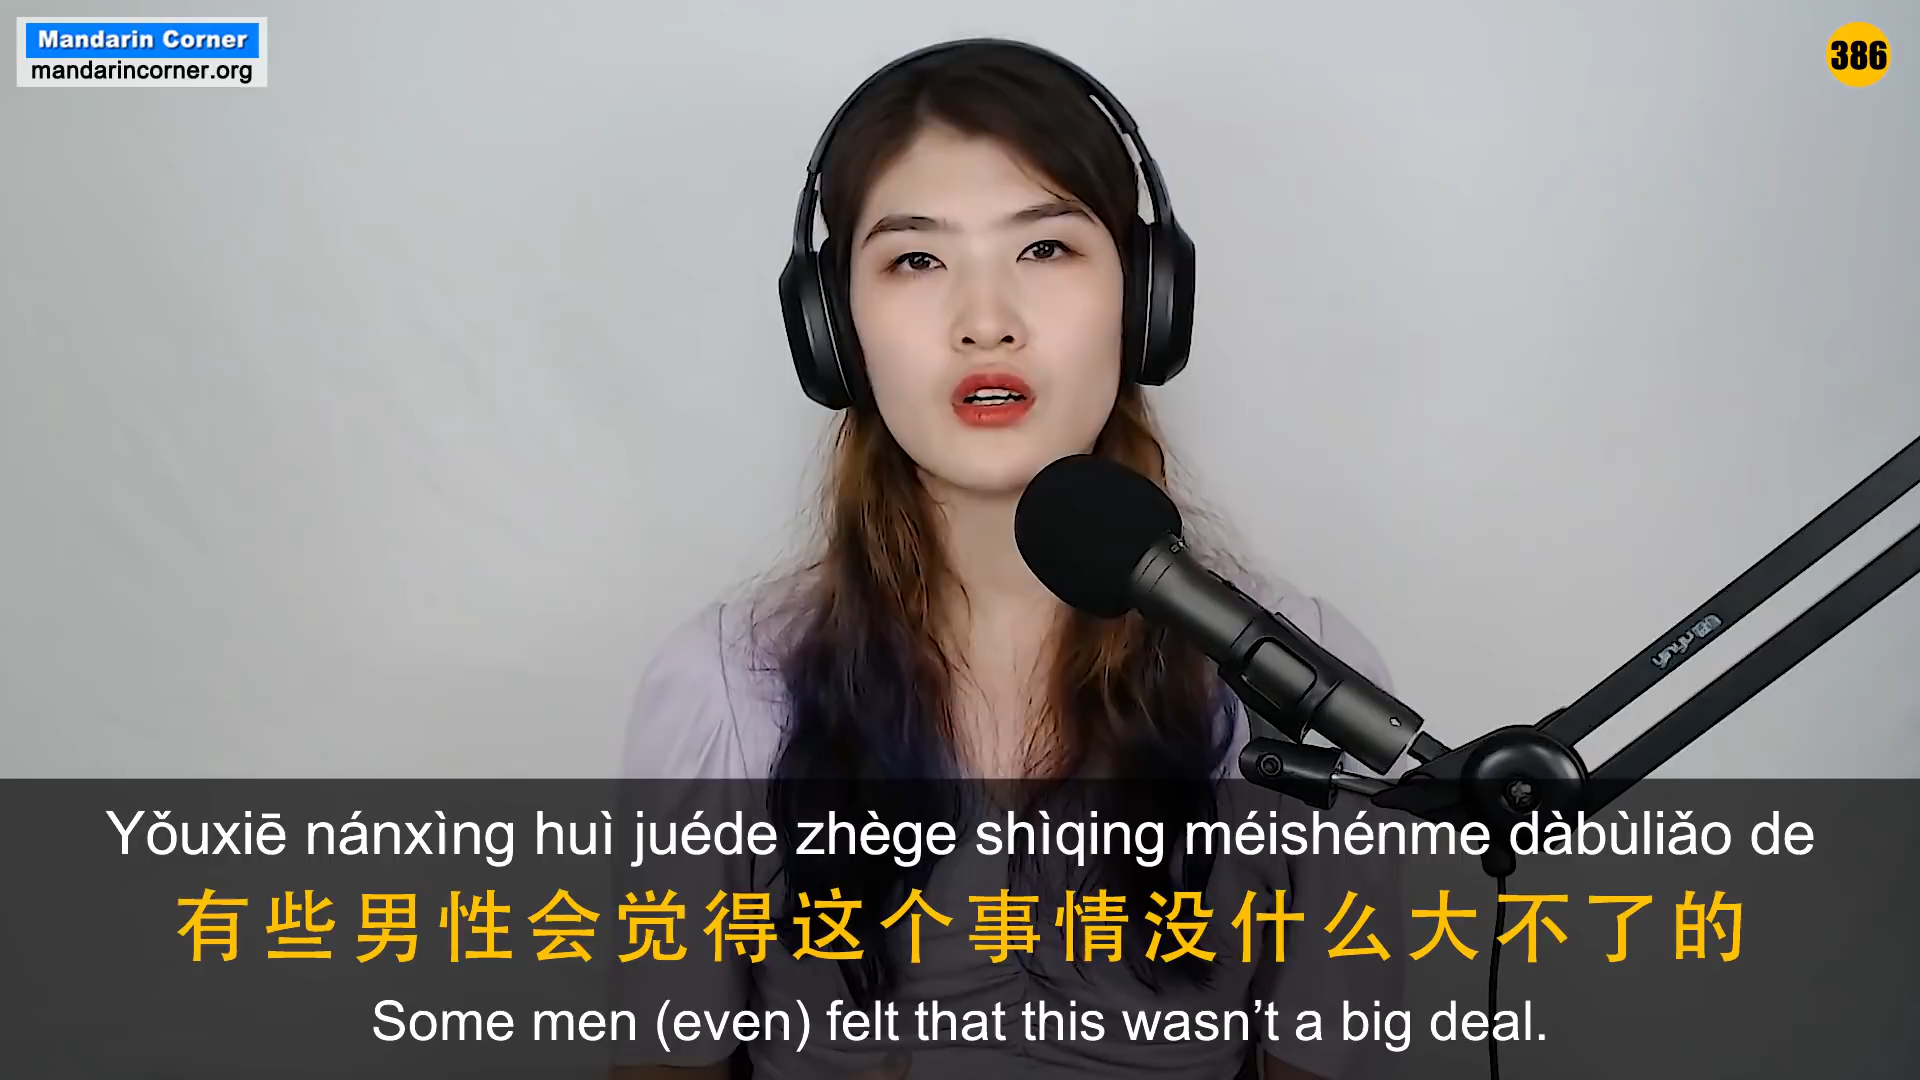 Mandarin Corner
mandarincorner.org
386
yinyu
Yǒuxiē nánxìng huì juéde zhège shìqing méishénme dàbùliǎo de
有些男性会觉得这个事情没什么大不了的
Some men (even) felt that this wasn’t a big deal.